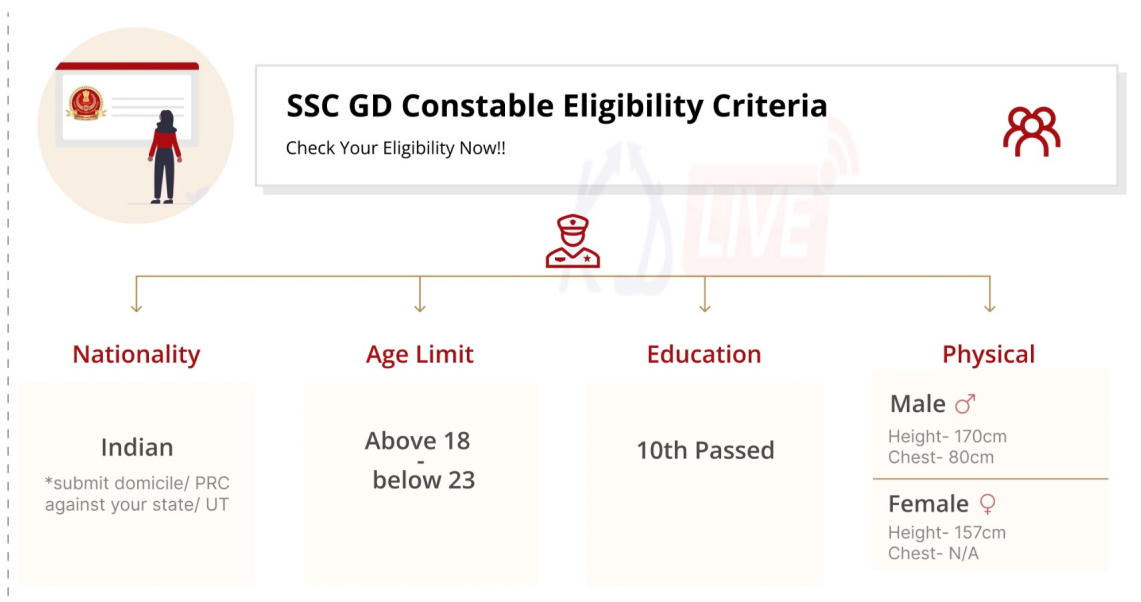 SSC GD Constable Eligibility Criteria
Check Your Eligibility Now!!
LIVE
Nationality
Indian
*submit domicile/ PRC
against your state/ UT
Age Limit
Above 18
-
below 23
Education
10th Passed
Physical
Male ♂
Height- 170cm
Chest- 80cm
Female ♀
Height- 157cm
Chest- N/A